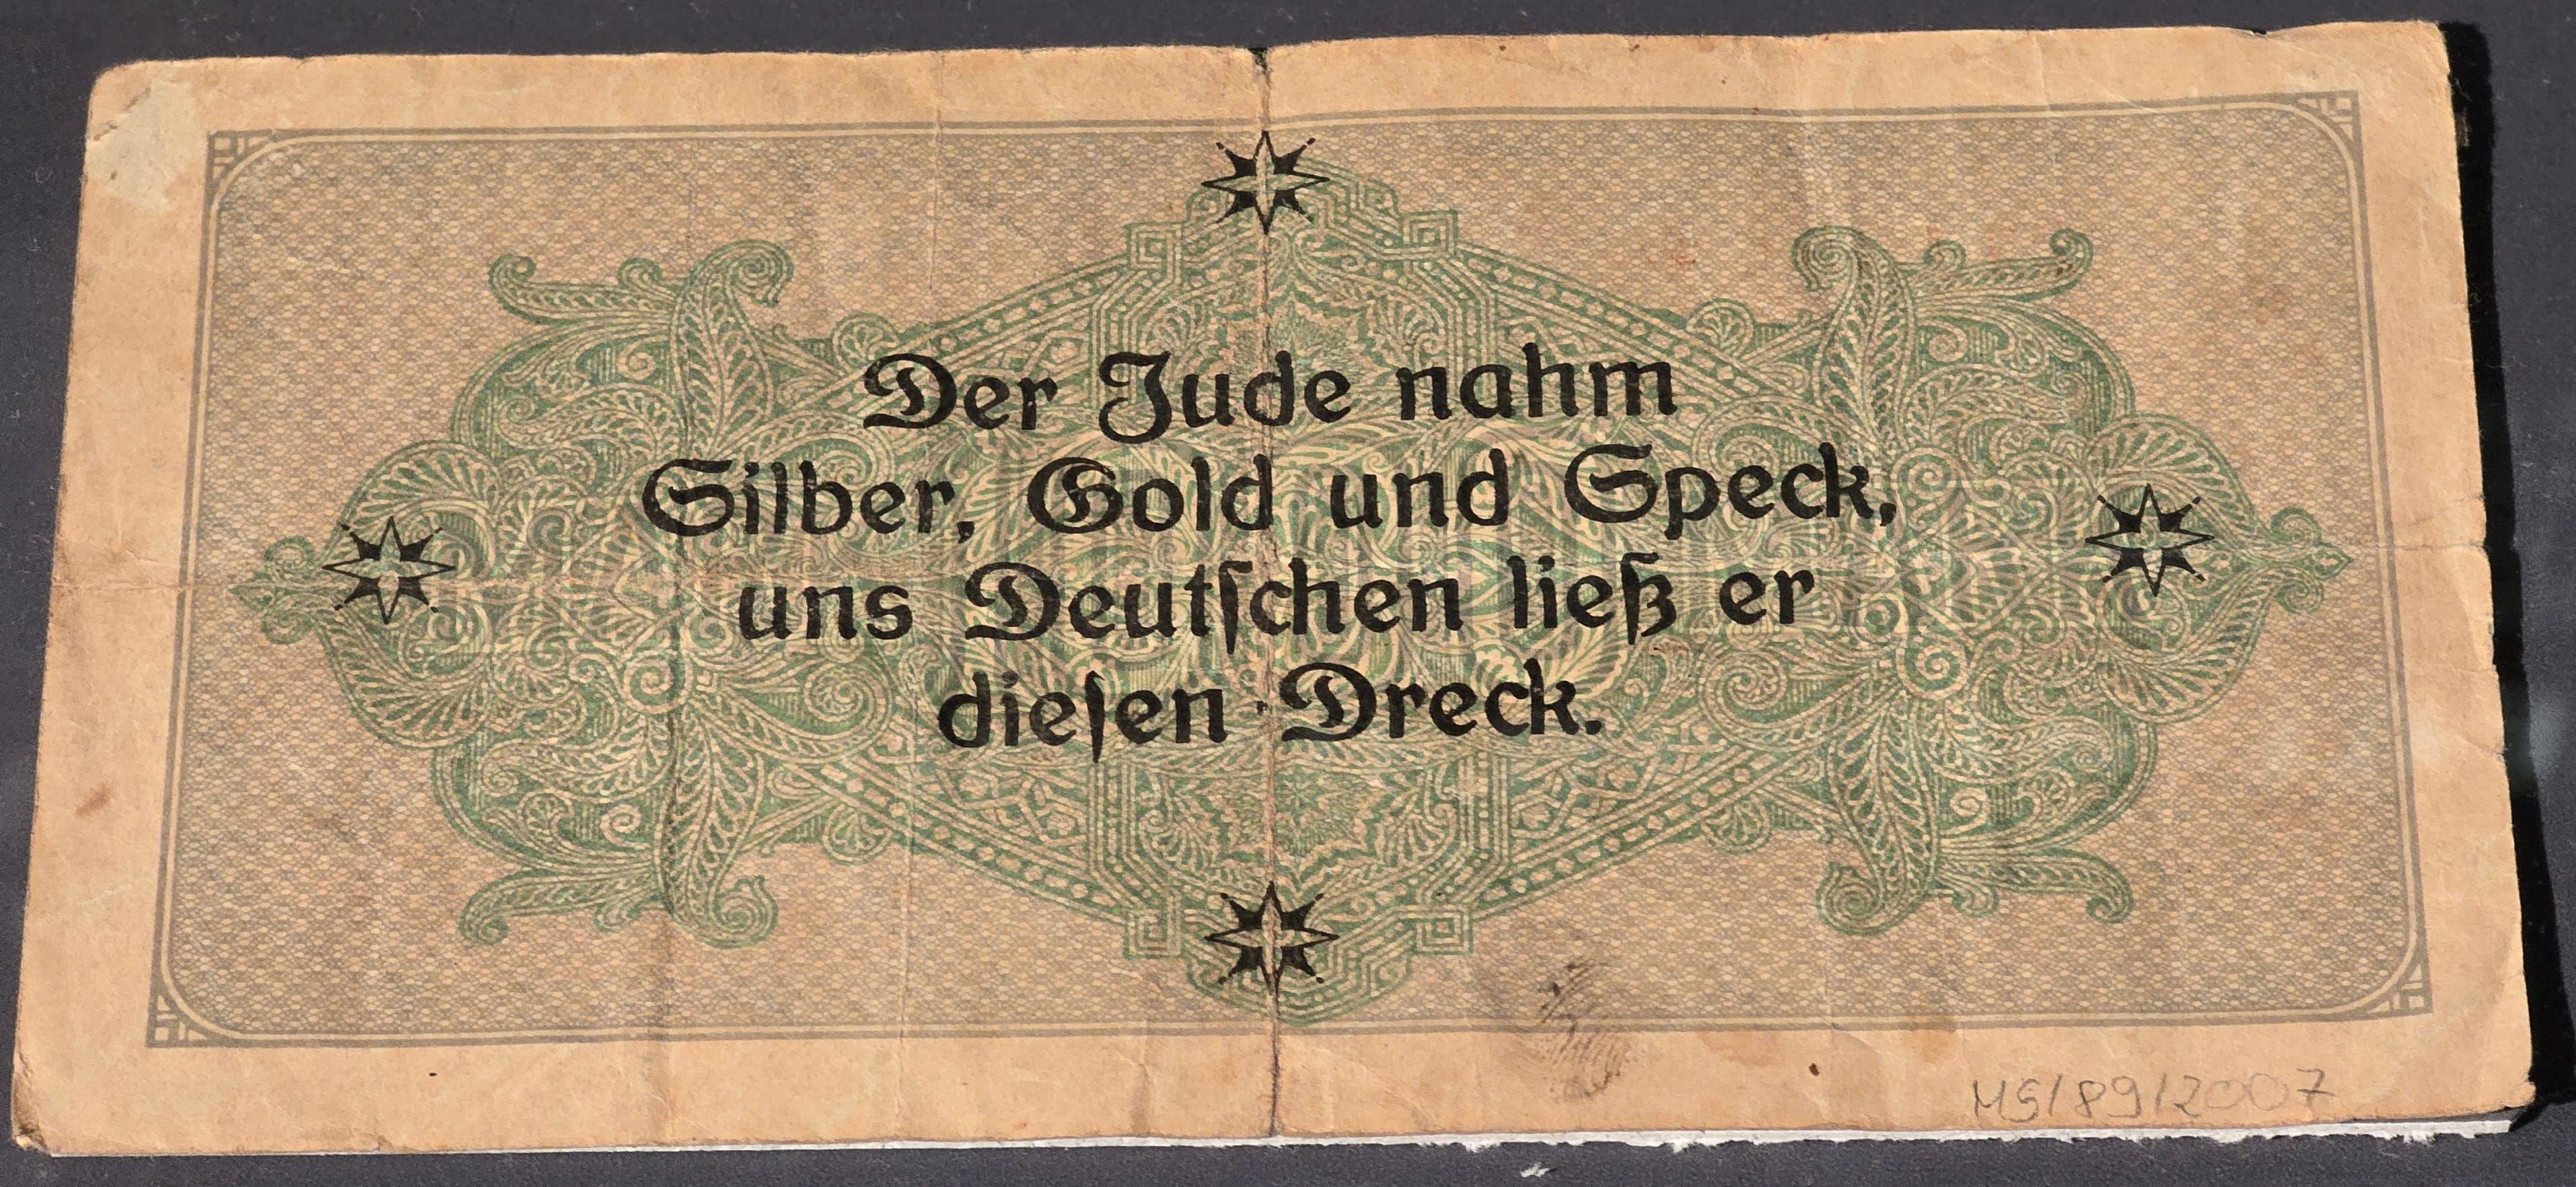 Der Jude nahm
Silber, Gold und Speck,
uns Deutſchen ließ er
dieſen Dreck.
MS/89/2007